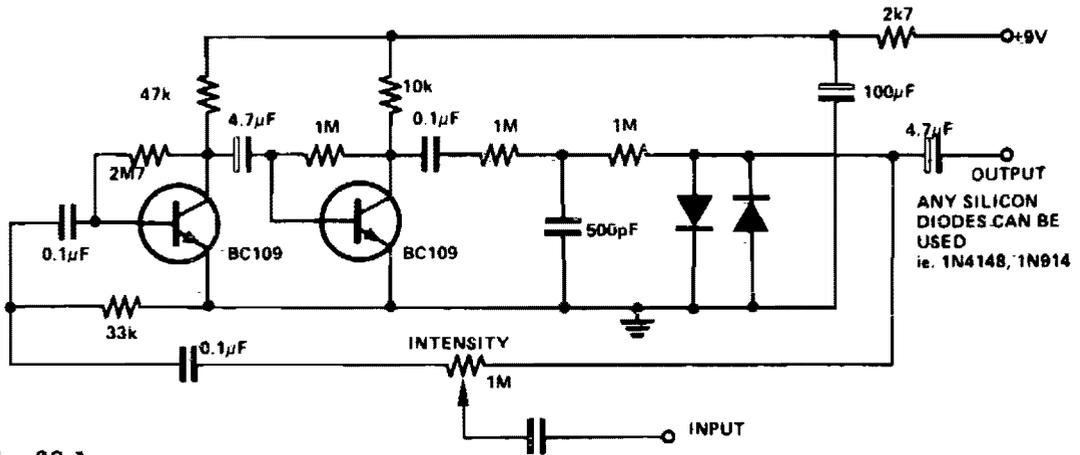 2k7
+9V
47k
10k
100µF
4.7µF
0.1µF
1M
1M
1M
4.7µF
2M7
OUTPUT
ANY SILICON
DIODES CAN BE
USED
ie. 1N4148, 1N914
500pF
0.1µF
BC109
BC109
33k
0.1µF
INTENSITY
1M
INPUT